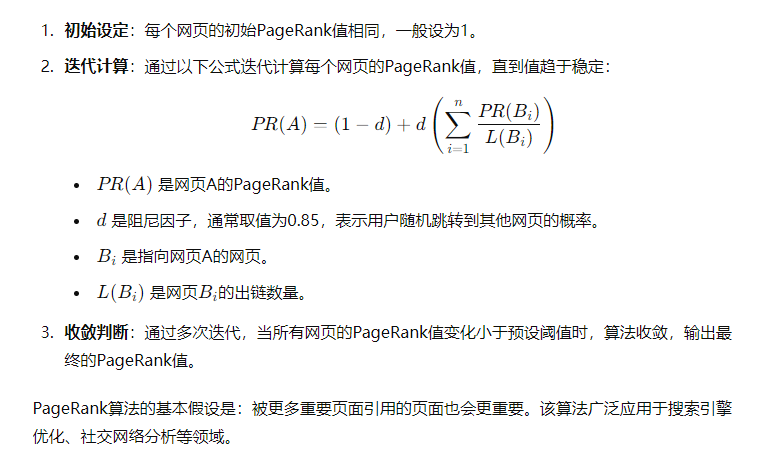 1. 初始设定：每个网页的初始PageRank值相同，一般设为1。
2. 迭代计算：通过以下公式迭代计算每个网页的PageRank值，直到值趋于稳定：
PR(A) = (1 − d) + d ( ∑_{i=1}^{n} PR(B_i) / L(B_i) )
• PR(A) 是网页A的PageRank值。
• d 是阻尼因子，通常取值为0.85，表示用户随机跳转到其他网页的概率。
• B_i 是指向网页A的网页。
• L(B_i) 是网页B_i的出链数量。
3. 收敛判断：通过多次迭代，当所有网页的PageRank值变化小于预设阈值时，算法收敛，输出最
终的PageRank值。
PageRank算法的基本假设是：被更多重要页面引用的页面也会更重要。该算法广泛应用于搜索引擎
优化、社交网络分析等领域。